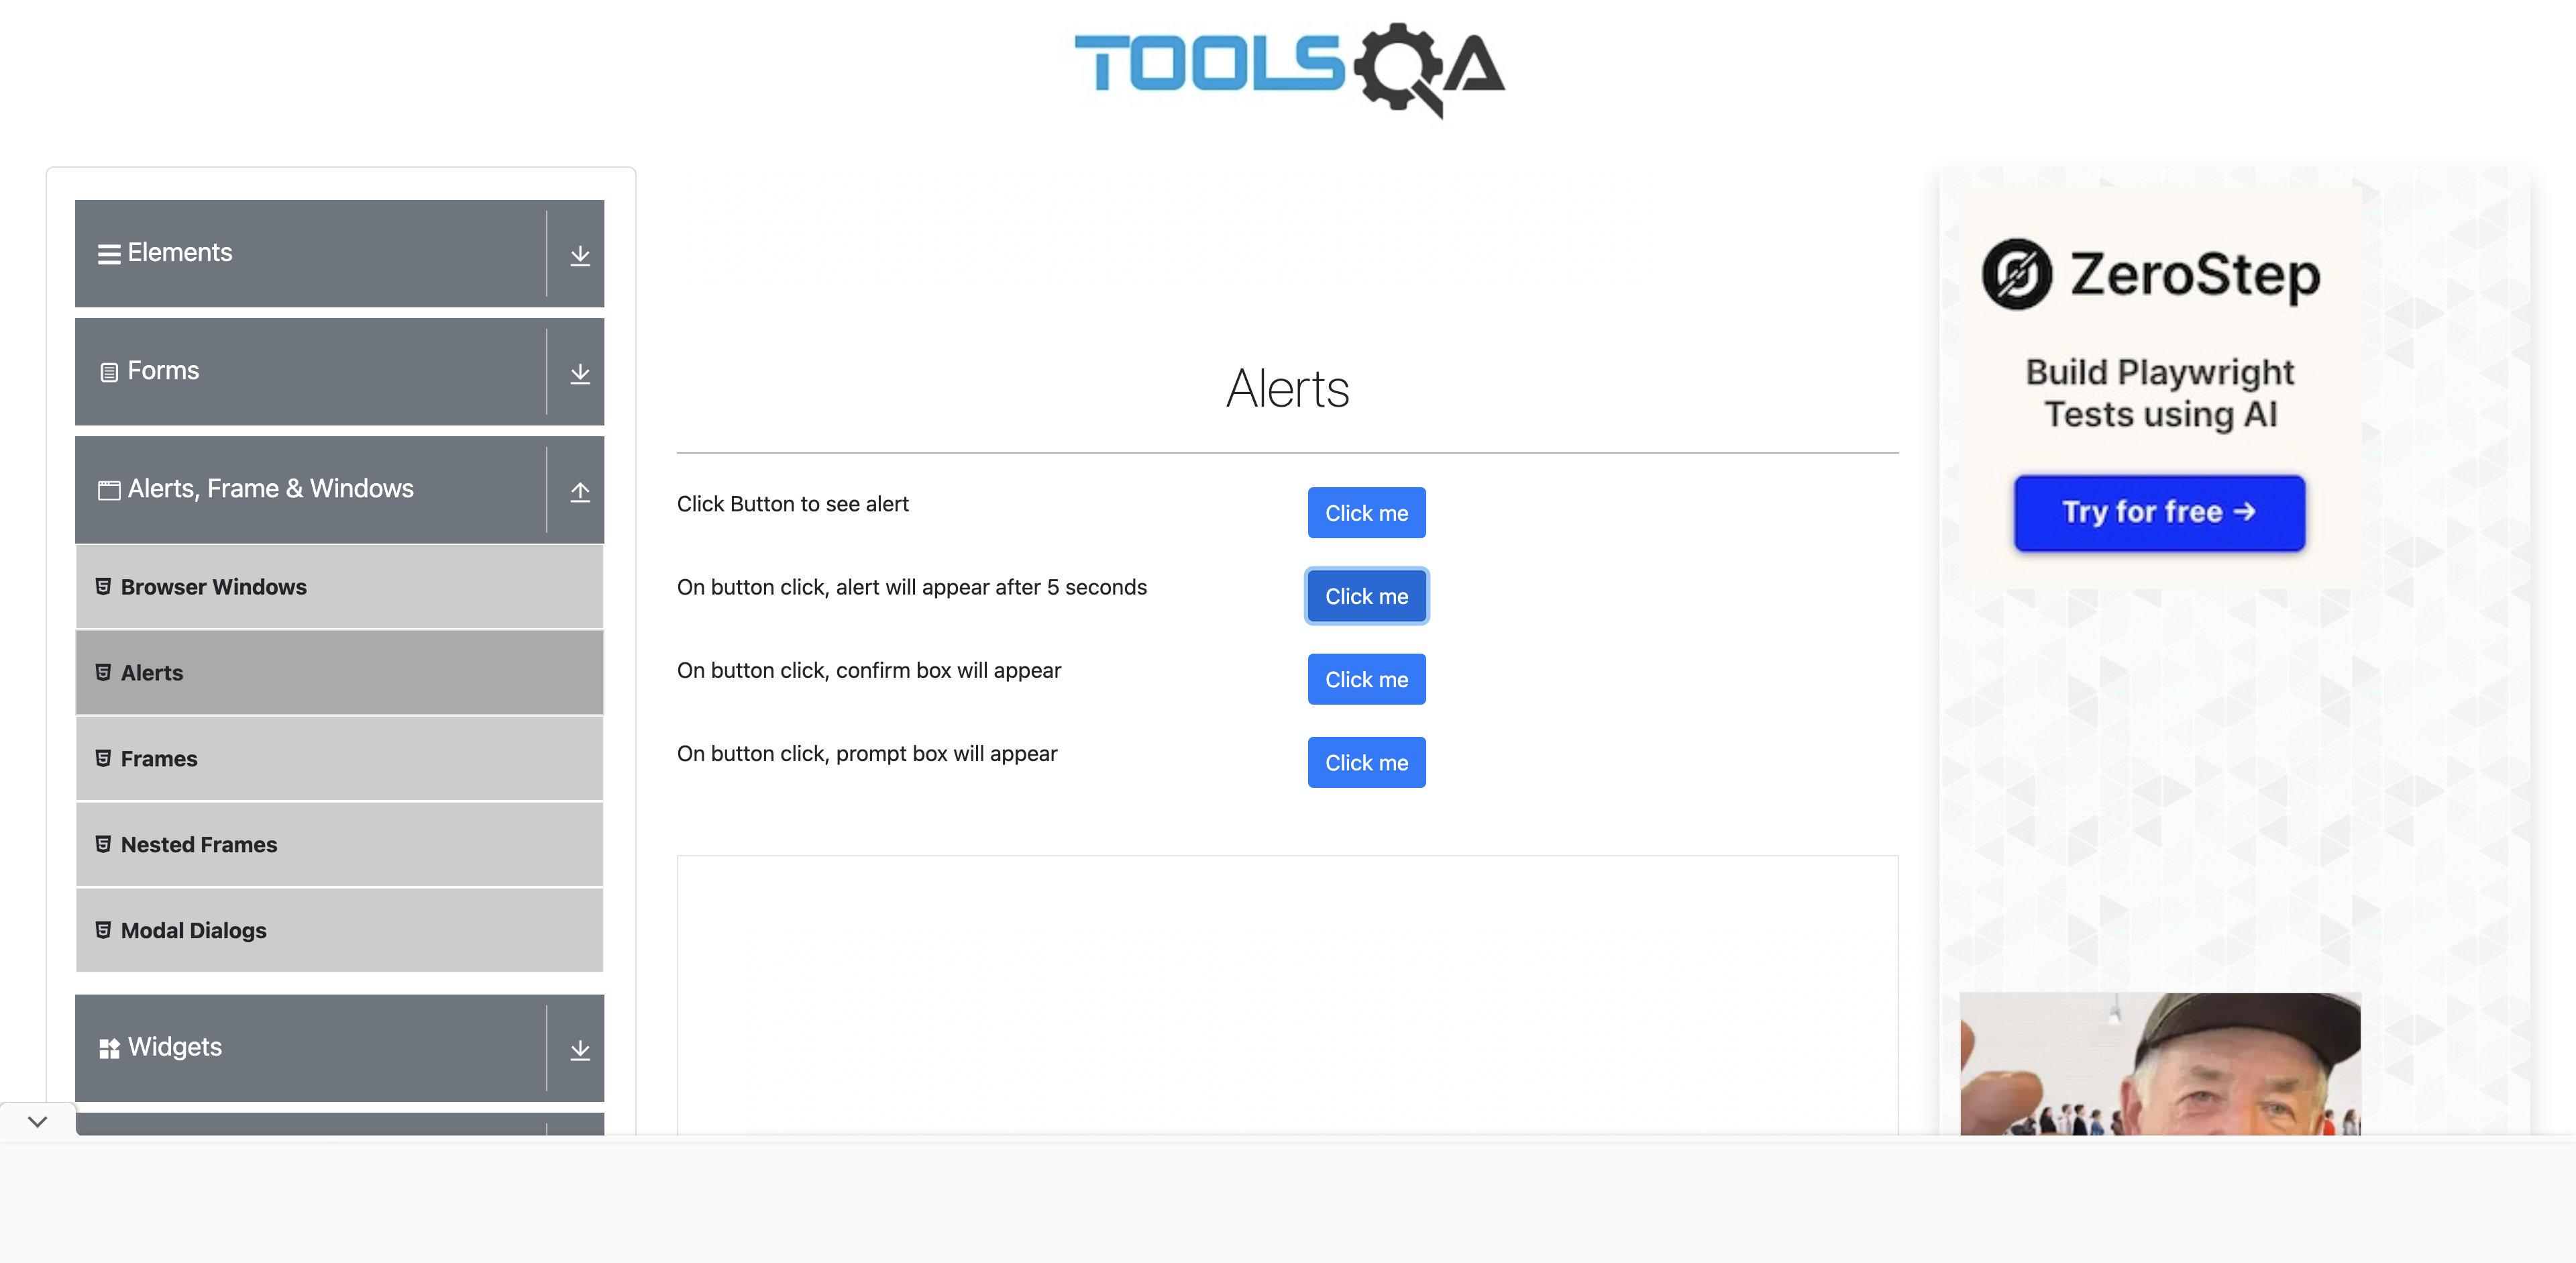 TOOLSQA
Elements
Forms
Alerts, Frame & Windows
Browser Windows
Alerts
Frames
Nested Frames
Modal Dialogs
Widgets
Alerts
Click Button to see alert
Click me
On button click, alert will appear after 5 seconds
Click me
On button click, confirm box will appear
Click me
On button click, prompt box will appear
Click me
ZeroStep
Build Playwright
Tests using AI
Try for free →